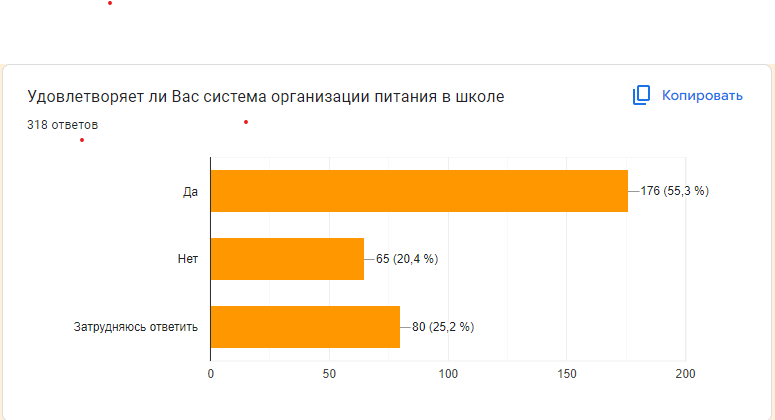 Удовлетворяет ли Вас система организации питания в школе
Копировать
318 ответов
Да
176 (55,3 %)
Нет
65 (20,4 %)
Затрудняюсь ответить
80 (25,2 %)
0 50 100 150 200